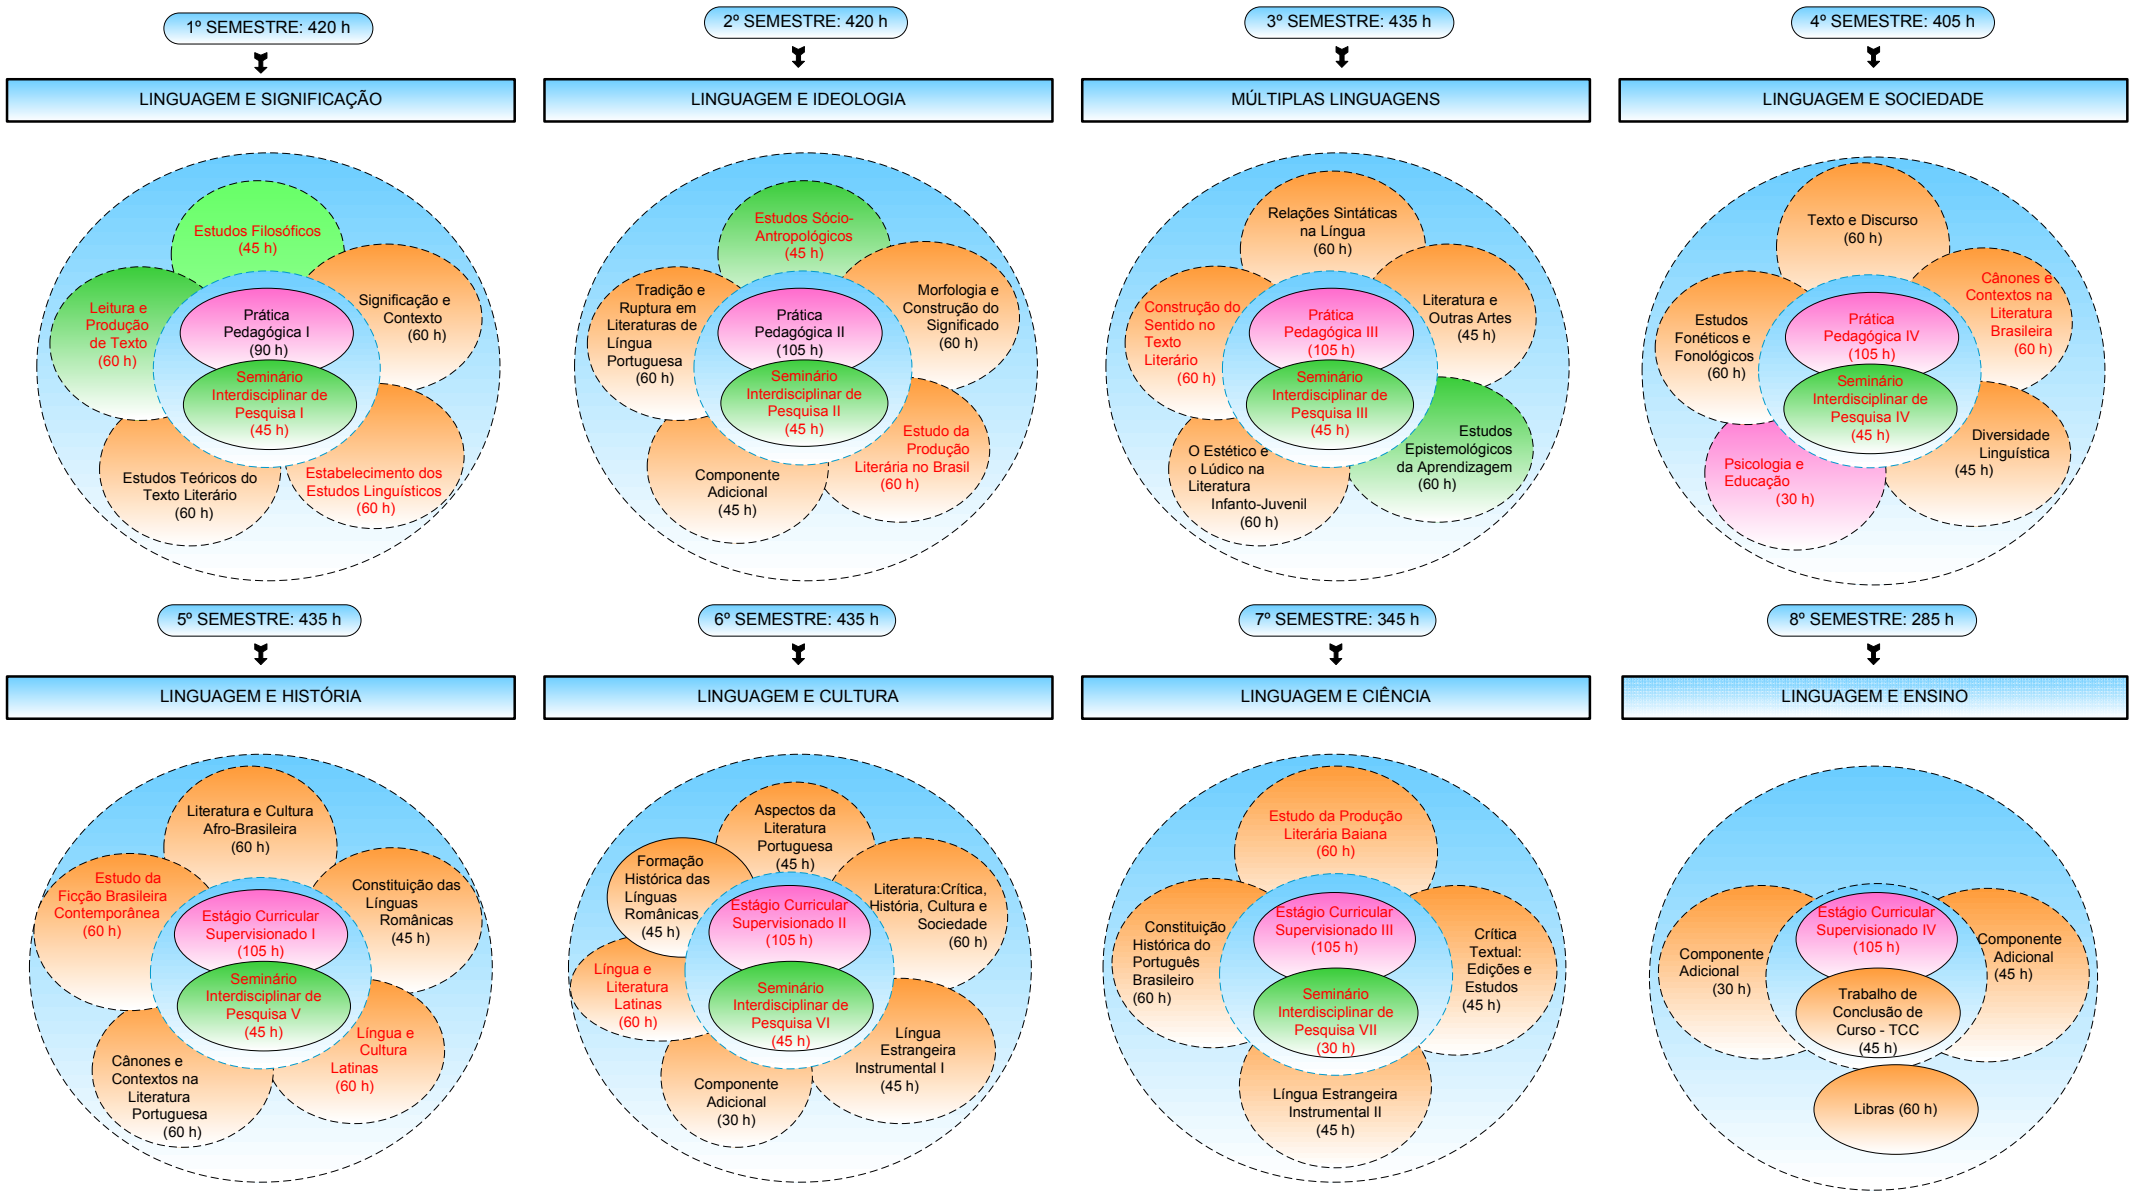 1º SEMESTRE: 420 h
LINGUAGEM E SIGNIFICAÇÃO
Estudos Filosóficos
(45 h)
Leitura e
Produção
de Texto
(60 h)
Significação e
Contexto
(60 h)
Prática
Pedagógica I
(90 h)
Seminário
Interdisciplinar de
Pesquisa I
(45 h)
Estudos Teóricos do
Texto Literário
(60 h)
Estabelecimento dos
Estudos Linguísticos
(60 h)
2º SEMESTRE: 420 h
LINGUAGEM E IDEOLOGIA
Estudos Sócio-
Antropológicos
(45 h)
Tradição e
Ruptura em
Literaturas de
Língua
Portuguesa
(60 h)
Morfologia e
Construção do
Significado
(60 h)
Prática
Pedagógica II
(105 h)
Seminário
Interdisciplinar de
Pesquisa II
(45 h)
Componente
Adicional
(45 h)
Estudo da
Produção
Literária no Brasil
(60 h)
3º SEMESTRE: 435 h
MÚLTIPLAS LINGUAGENS
Relações Sintáticas
na Língua
(60 h)
Construção do
Sentido no
Texto
Literário
(60 h)
Literatura e
Outras Artes
(45 h)
Prática
Pedagógica III
(105 h)
Seminário
Interdisciplinar de
Pesquisa III
(45 h)
O Estético e
o Lúdico na
Literatura
Infanto-Juvenil
(60 h)
Estudos
Epistemológicos
da Aprendizagem
(60 h)
4º SEMESTRE: 405 h
LINGUAGEM E SOCIEDADE
Texto e Discurso
(60 h)
Estudos
Fonéticos e
Fonológicos
(60 h)
Cânones e
Contextos na
Literatura
Brasileira
(60 h)
Prática
Pedagógica IV
(105 h)
Seminário
Interdisciplinar de
Pesquisa IV
(45 h)
Psicologia e
Educação
(30 h)
Diversidade
Linguística
(45 h)
5º SEMESTRE: 435 h
LINGUAGEM E HISTÓRIA
Literatura e Cultura
Afro-Brasileira
(60 h)
Estudo da
Ficção Brasileira
Contemporânea
(60 h)
Constituição das
Línguas
Românicas
(45 h)
Estágio Curricular
Supervisionado I
(105 h)
Seminário
Interdisciplinar de
Pesquisa V
(45 h)
Cânones e
Contextos na
Literatura
Portuguesa
(60 h)
Língua e
Cultura
Latinas
(60 h)
6º SEMESTRE: 435 h
LINGUAGEM E CULTURA
Aspectos da
Literatura
Portuguesa
(45 h)
Formação
Histórica das
Línguas
Românicas
(45 h)
Literatura:Crítica,
História, Cultura e
Sociedade
(60 h)
Estágio Curricular
Supervisionado II
(105 h)
Seminário
Interdisciplinar de
Pesquisa VI
(45 h)
Língua e
Literatura
Latinas
(60 h)
Língua
Estrangeira
Instrumental I
(45 h)
Componente
Adicional
(30 h)
7º SEMESTRE: 345 h
LINGUAGEM E CIÊNCIA
Estudo da Produção
Literária Baiana
(60 h)
Constituição
Histórica do
Português
Brasileiro
(60 h)
Crítica
Textual:
Edições e
Estudos
(45 h)
Estágio Curricular
Supervisionado III
(105 h)
Seminário
Interdisciplinar de
Pesquisa VII
(30 h)
Língua Estrangeira
Instrumental II
(45 h)
8º SEMESTRE: 285 h
LINGUAGEM E ENSINO
Componente
Adicional
(30 h)
Estágio Curricular
Supervisionado IV
(105 h)
Componente
Adicional
(45 h)
Trabalho de
Conclusão de
Curso - TCC
(45 h)
Libras (60 h)